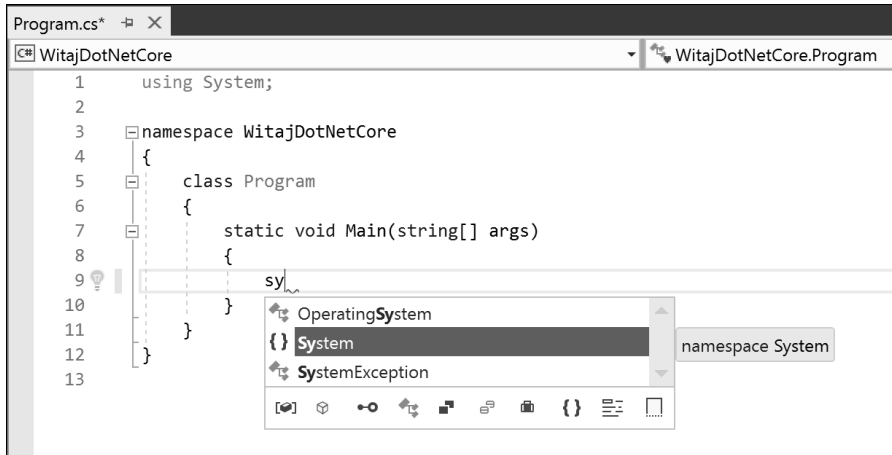 Program.cs*
C# WitajDotNetCore WitajDotNetCore.Program
1 using System;
2
3 namespace WitajDotNetCore
4 {
5 class Program
6 {
7 static void Main(string[] args)
8 {
9 sy
10 }
11 }
12 }
13
OperatingSystem
{ } System namespace System
SystemException
{ }